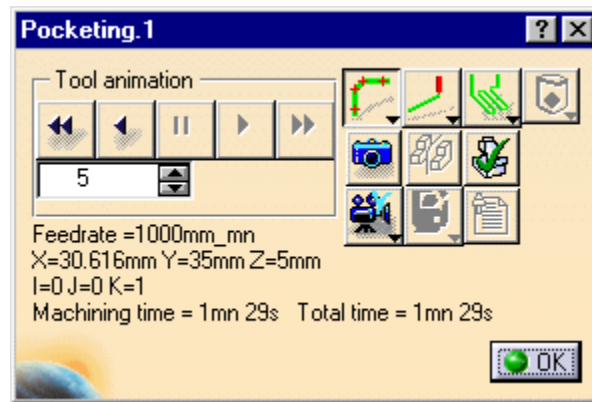 Pocketing.1
Tool animation
5
Feedrate =1000mm_mn
X=30.616mm Y=35mm Z=5mm
I=0 J=0 K=1
Machining time = 1mn 29s Total time = 1mn 29s
OK